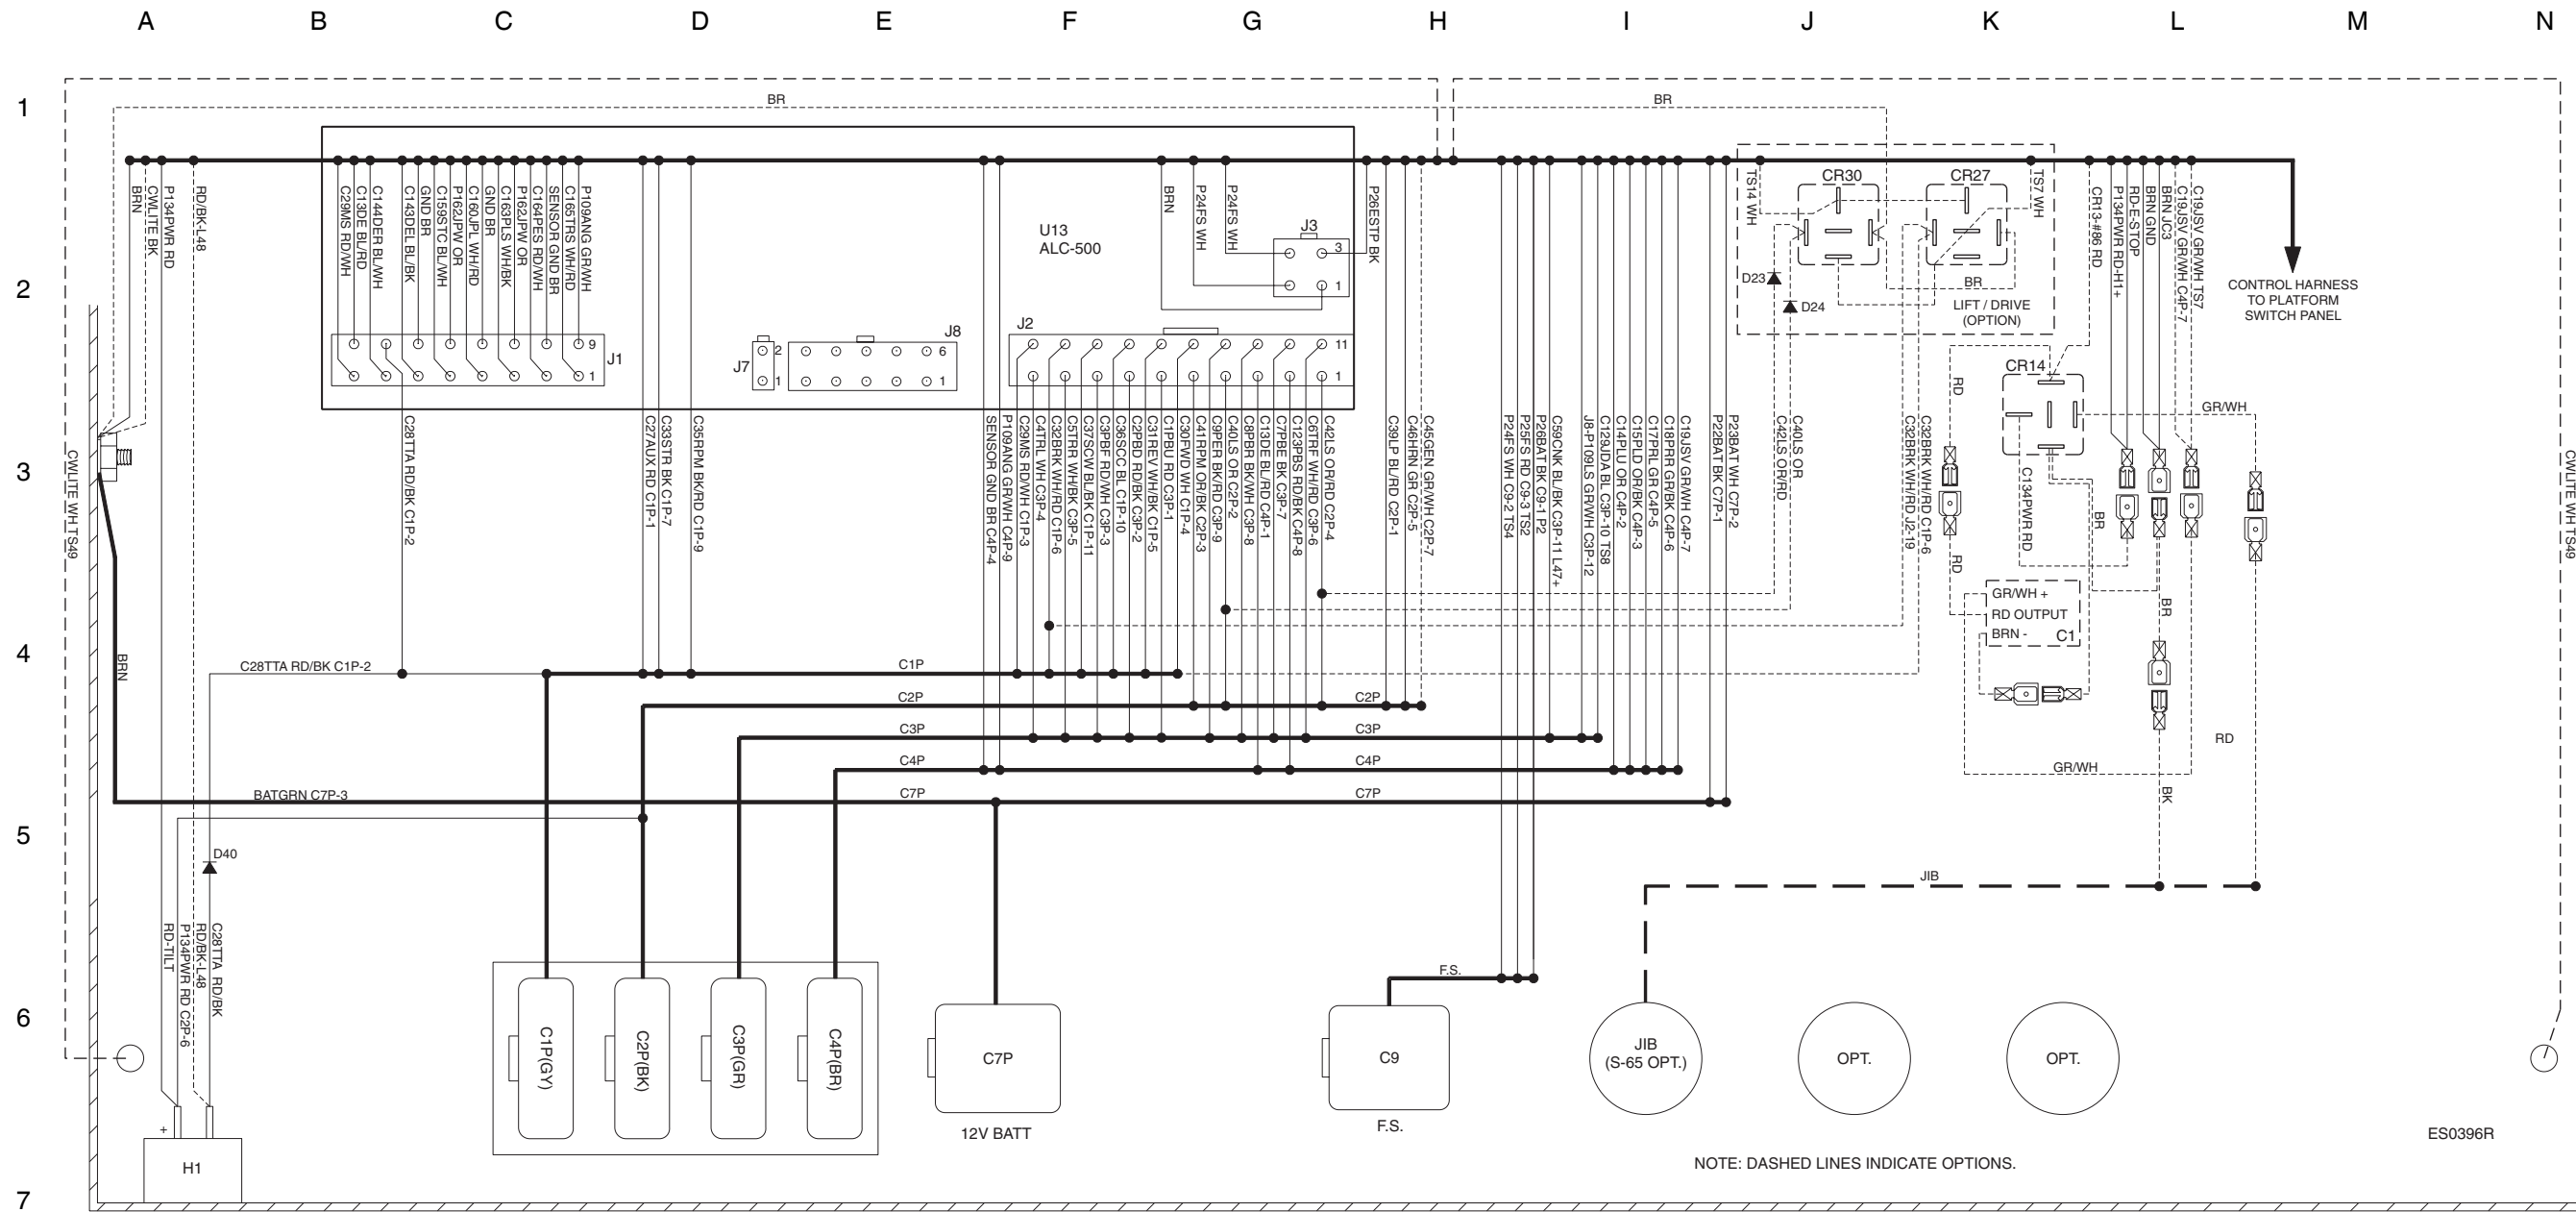 A B C D E F G H I J K L M N
1
2
3
4
5
6
7
BR
BR
BRN
CWLITE BK
P134PWR RD
RD/BK-L48
C29MS RD/WH
C13DE BL/RD
C144DER BL/WH
C143DEL BL/BK
GND BR
C159STC BL/WH
P162JPW OR
C160JPL WH/RD
GND BR
C163PLS WH/BK
P162JPW OR
C164PES RD/WH
SENSOR GND BR
C165TRS WH/RD
P109ANG GR/WH
U13
ALC-500
BRN
P24FS WH
P24FS WH
J3
3
1
P26ESTP BK
TS14 WH
CR30
CR27
TS7 WH
D23
D24
BR
LIFT / DRIVE
(OPTION)
CR13-#86 RD
P134PWR RD-H1+
RD-E-STOP
BRN GND
BRN JC3
C19JSV GR/WH C4P-7
C19JSV GR/WH TS7
CONTROL HARNESS
TO PLATFORM
SWITCH PANEL
9
J1
1
J7
2
1
J8
6
1
J2
11
1
CR14
RD
GR/WH
CWLITE WH TS49
C28TTA RD/BK C1P-2
C27AUX RD C1P-1
C33STR BK C1P-7
C35RPM BK/RD C1P-9
SENSOR GND BR C4P-4
P109ANG GR/WH C4P-9
C29MS RD/WH C1P-3
C4TRL WH C3P-4
C32BRK WH/RD C1P-6
C5TRR WH/BK C3P-5
C37SCW BL/BK C1P-11
C3PBF RD/WH C3P-3
C36SCC BL C1P-10
C2PBD RD/BK C3P-2
C31REV WH/BK C1P-5
C1PBU RD C3P-1
C30FWD WH C1P-4
C41RPM OR/BK C2P-3
C9PER BK/RD C3P-9
C40LS OR C2P-2
C8PBR BK/WH C3P-8
C13DE BL/RD C4P-1
C7PBE BK C3P-7
C123PBS RD/BK C4P-8
C6TRF WH/RD C3P-6
C42LS OR/RD C2P-4
C39LP BL/RD C2P-1
C46HRN GR C2P-5
C45GEN GR/WH C2P-7
P24FS WH C9-2 TS4
P25FS RD C9-3 TS2
P26BAT BK C9-1 P2
C59CNK BL/BK C3P-11 L47+
J8-P109LS GR/WH C3P-12
C129JDA BL C3P-10 TS8
C14PLU OR C4P-2
C15PLD OR/BK C4P-3
C17PRL GR C4P-5
C18PRR GR/BK C4P-6
C19JSV GR/WH C4P-7
P22BAT BK C7P-1
P23BAT WH C7P-2
C42LS OR/RD
C40LS OR
C32BRK WH/RD J2-19
C32BRK WH/RD C1P-6
C134PWR RD
BR
RD
GR/WH +
RD OUTPUT
BRN -
C1
BR
CWLITE WH TS49
BRN
C28TTA RD/BK C1P-2
C1P
C2P
C2P
C3P
C3P
C4P
C4P
BATGRN C7P-3
C7P
C7P
GR/WH
RD
BK
D40
JIB
RD-TILT
P134PWR RD C2P-6
RD/BK-L48
C28TTA RD/BK
F.S.
C1P(GY)
C2P(BK)
C3P(GR)
C4P(BR)
C7P
12V BATT
C9
F.S.
JIB
(S-65 OPT.)
OPT.
OPT.
+
H1
ES0396R
NOTE: DASHED LINES INDICATE OPTIONS.